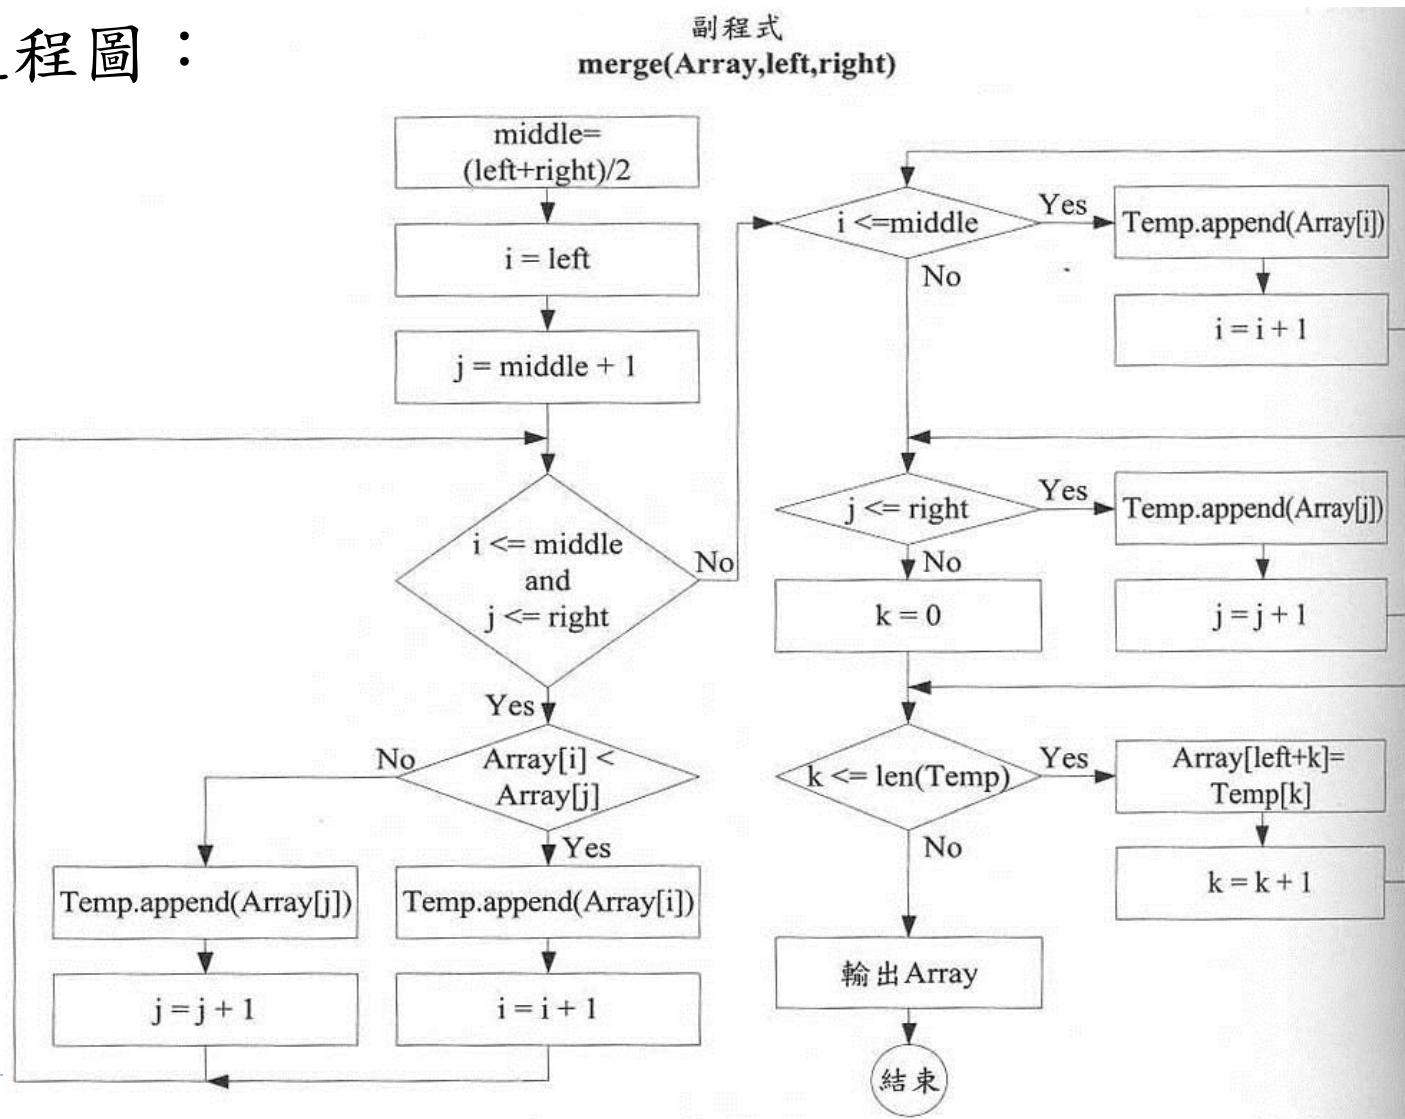 程圖：
副程式
merge(Array,left,right)
middle=
(left+right)/2
i = left
j = middle + 1
i <= middle
and
j <= right
No
Yes
Array[i] <
Array[j]
No
Yes
Temp.append(Array[j])
j = j + 1
Temp.append(Array[i])
i = i + 1
i <=middle
Yes
No
Temp.append(Array[i])
i = i + 1
j <= right
Yes
No
Temp.append(Array[j])
j = j + 1
k = 0
k <= len(Temp)
Yes
No
Array[left+k]=
Temp[k]
k = k + 1
輸出Array
結束